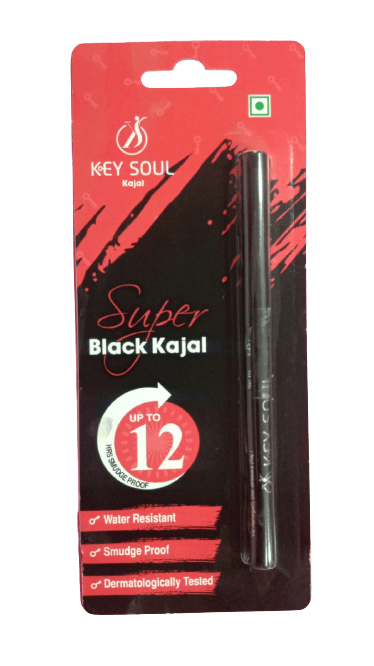 KEY SOUL
Kajal
Super
Black Kajal
UP TO
12
HRS SMUDGE PROOF
Water Resistant
Smudge Proof
Dermatologically Tested
KEY SOUL